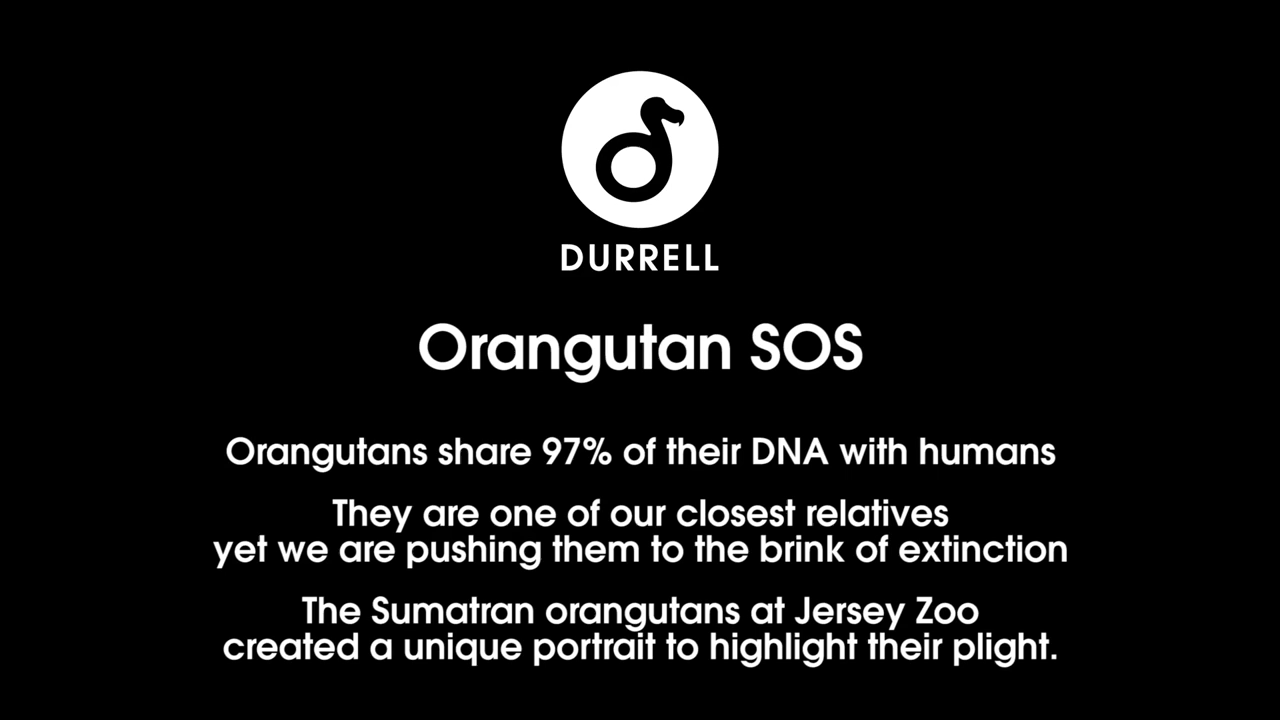 DURRELL
Orangutan SOS
Orangutans share 97% of their DNA with humans
They are one of our closest relatives
yet we are pushing them to the brink of extinction
The Sumatran orangutans at Jersey Zoo
created a unique portrait to highlight their plight.